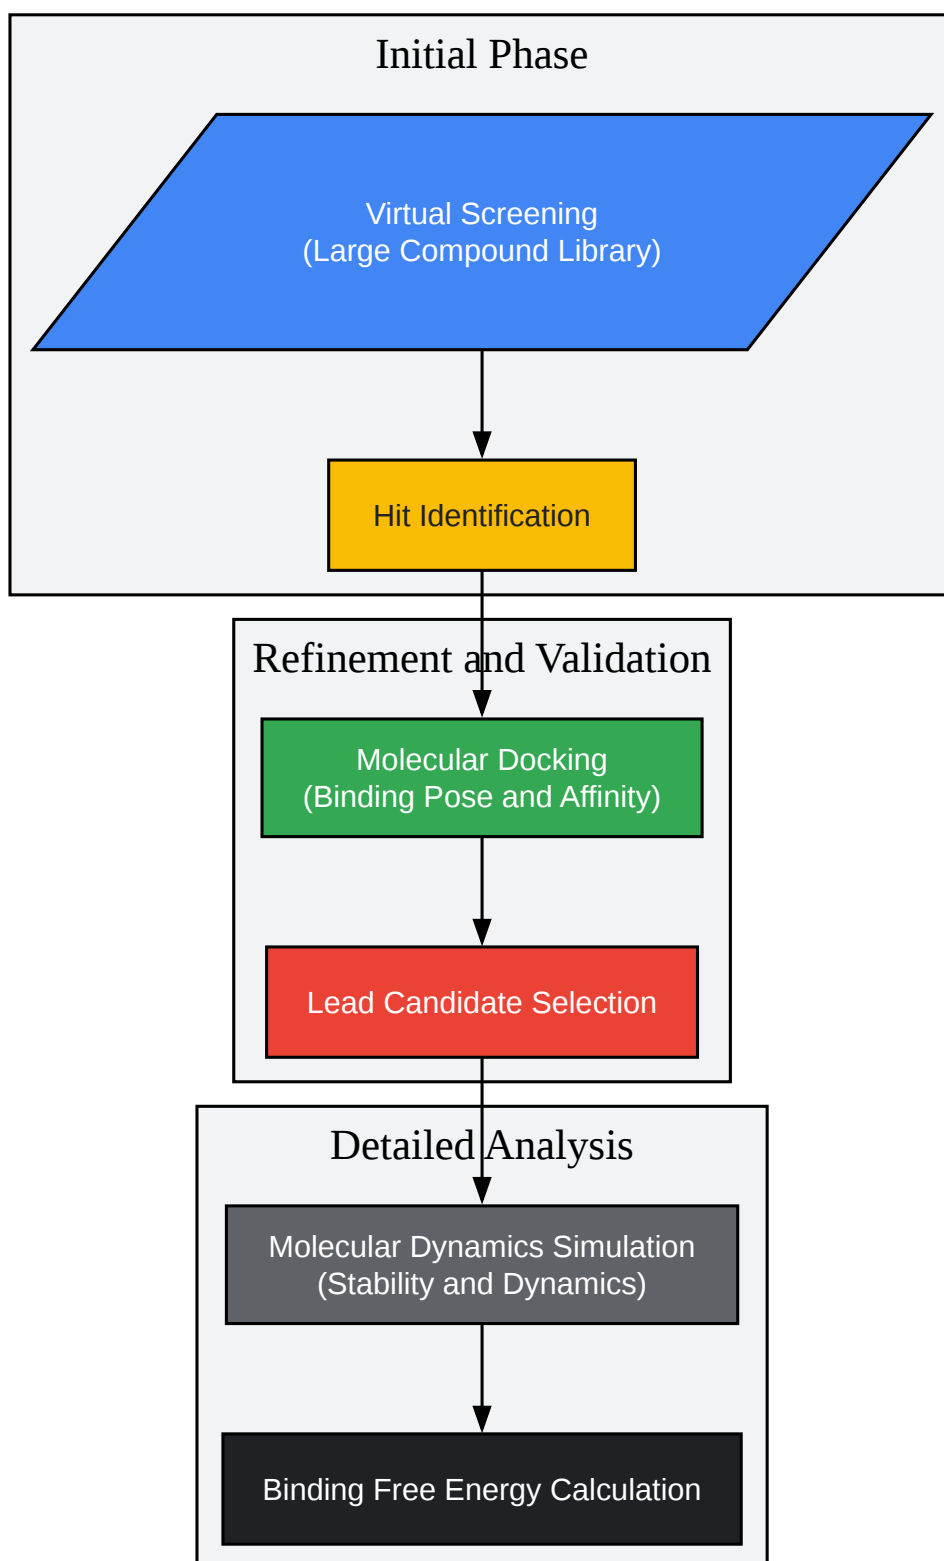 Initial Phase
Virtual Screening
(Large Compound Library)
Hit Identification
Refinement and Validation
Molecular Docking
(Binding Pose and Affinity)
Lead Candidate Selection
Detailed Analysis
Molecular Dynamics Simulation
(Stability and Dynamics)
Binding Free Energy Calculation